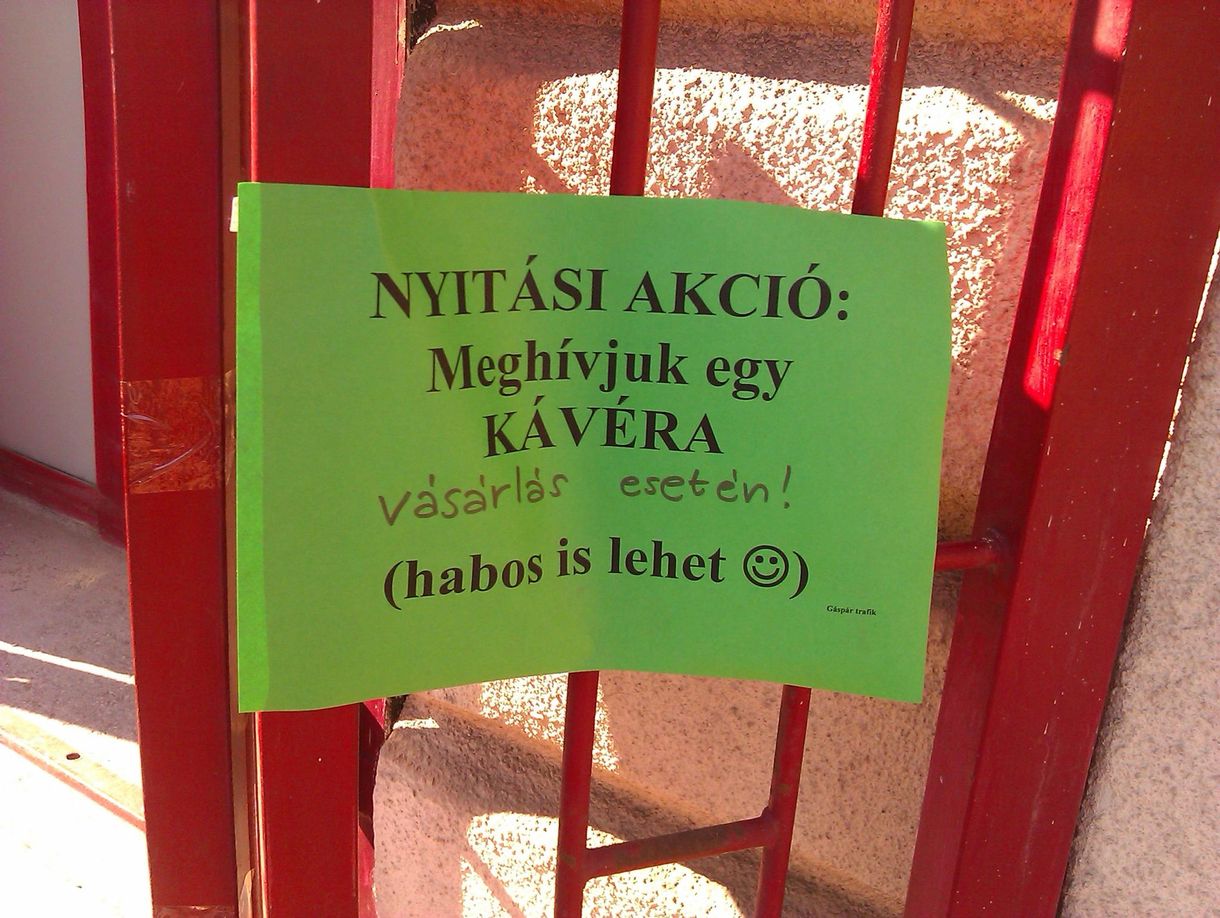 NYITÁSI AKCIÓ:
Meghívjuk egy
KÁVÉRA
vásárlás esetén!
(habos is lehet ☺)
Gáspár trafik